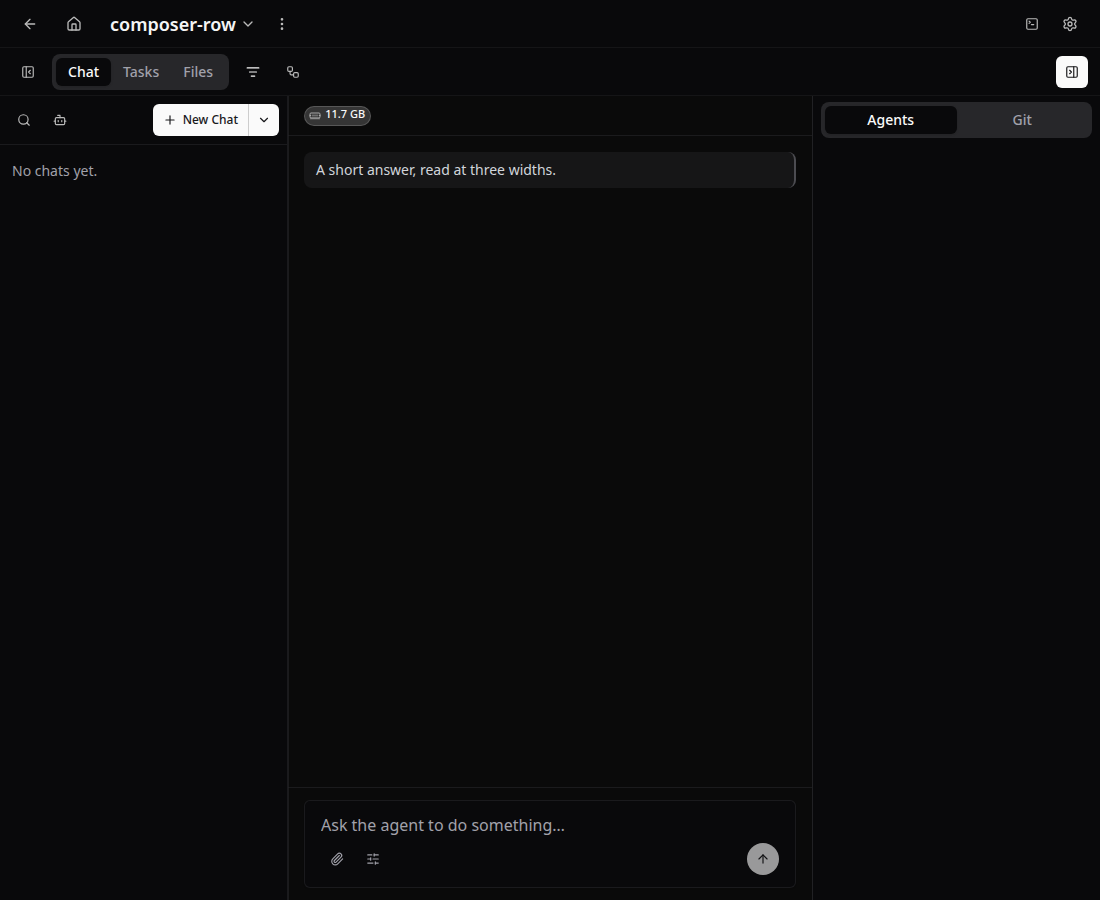 composer-row
Chat Tasks Files
New Chat
11.7 GB
Agents Git
No chats yet.
A short answer, read at three widths.
Ask the agent to do something...